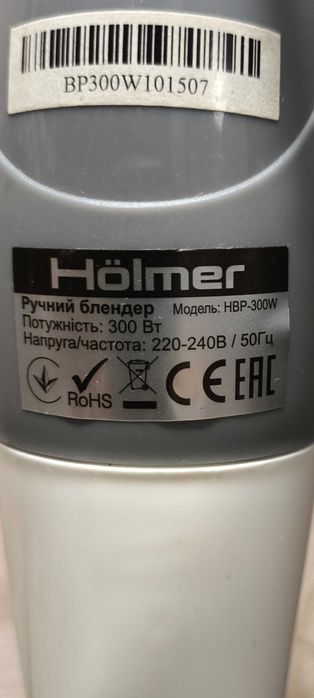 BP300W101507
Hölmer
Ручний блендер Модель: HBP-300W
Потужність: 300 Вт
Напруга/частота: 220-240В / 50Гц
RoHS CE EAC